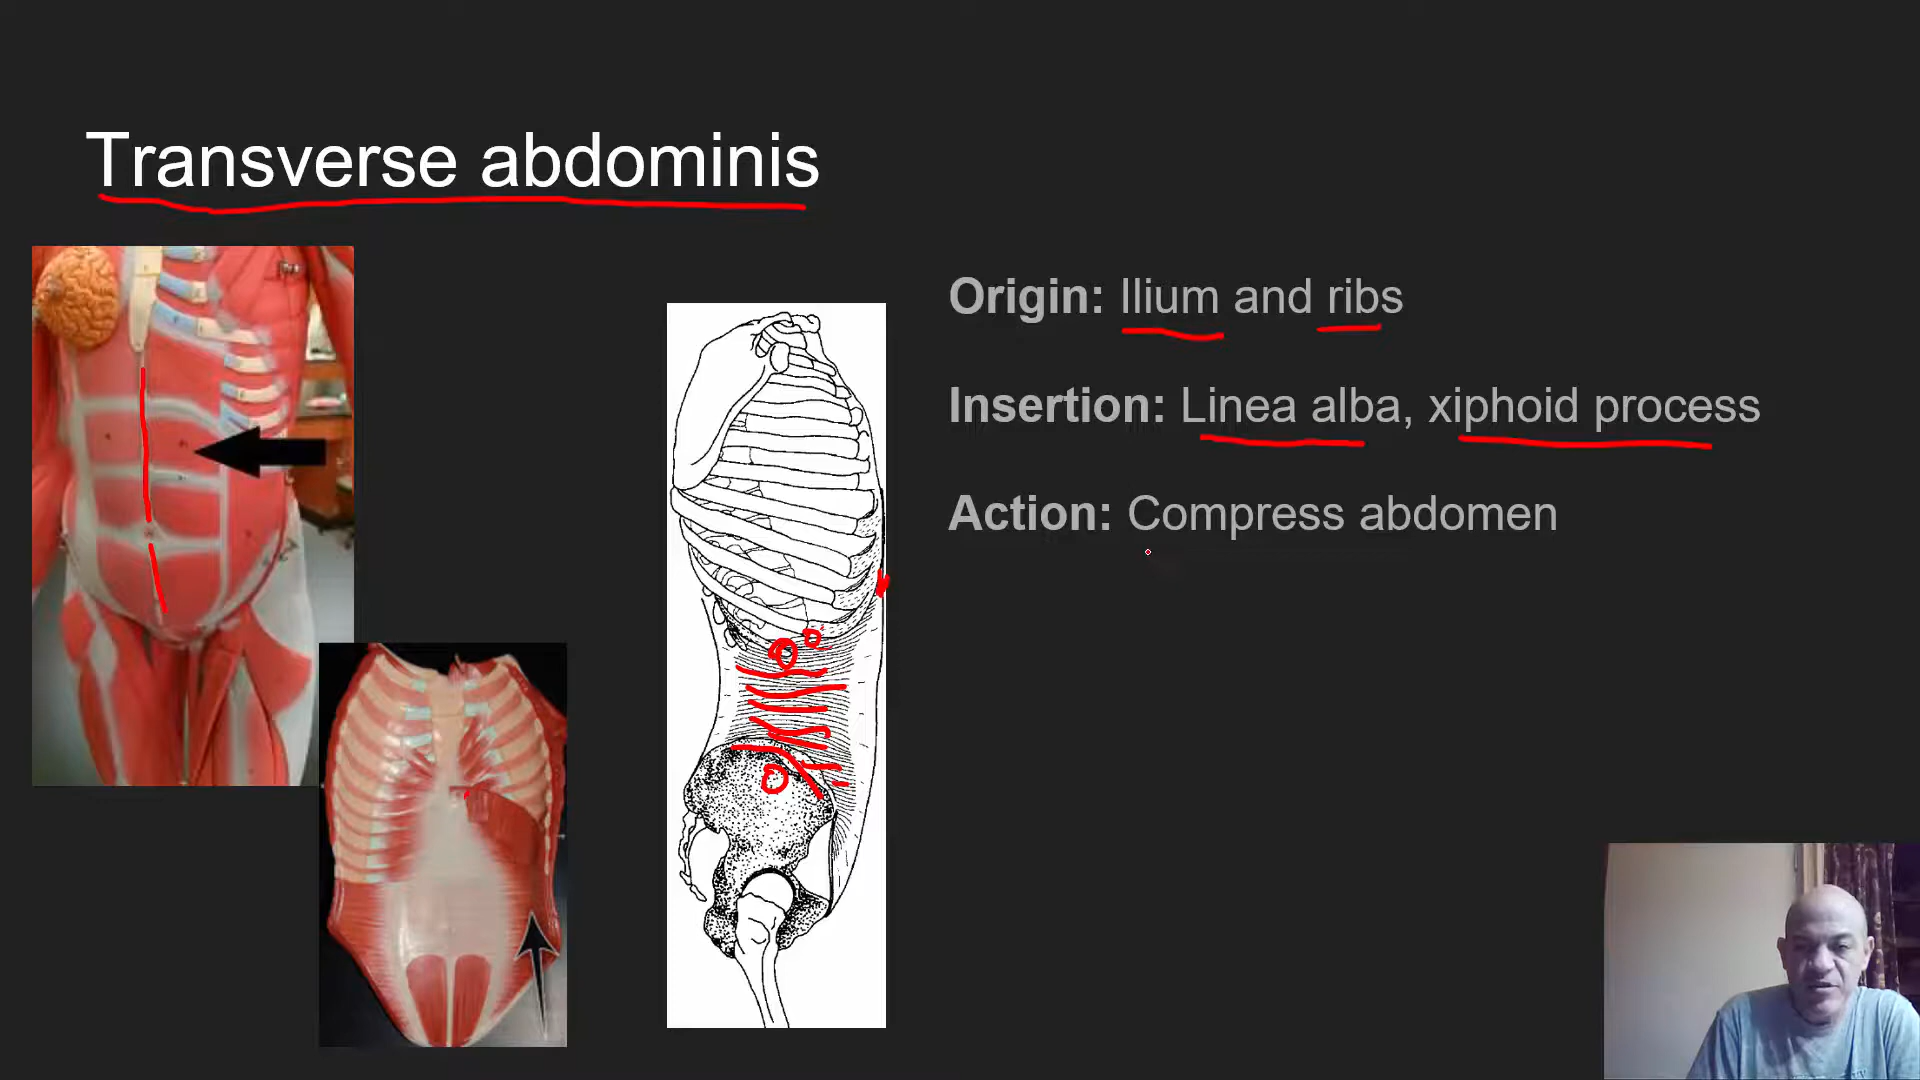 Transverse abdominis
Origin: Ilium and ribs
Insertion: Linea alba, xiphoid process
Action: Compress abdomen